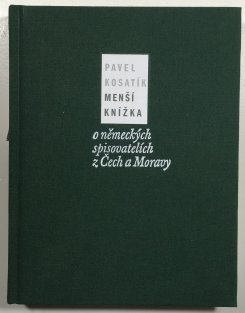 PAVEL
KOSATÍK
MENŠÍ
KNÍŽKA
o německých
spisovatelích
z Čech a Moravy